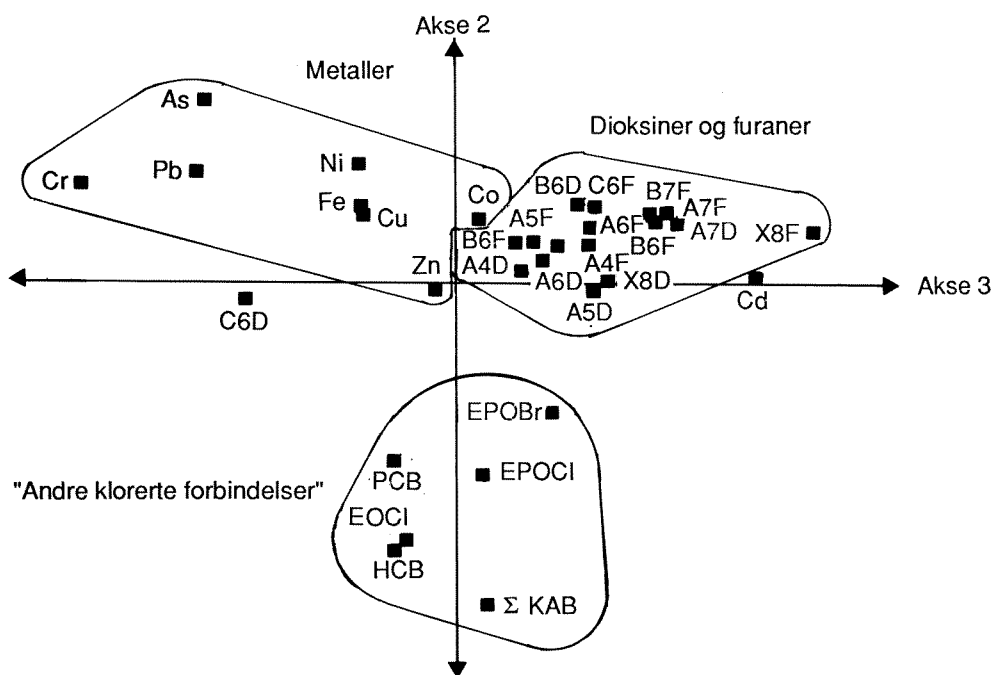 Akse 2
Metaller
As
Dioksiner og furaner
Cr
Pb
Ni
Fe
Cu
Co
B6D C6F
B7F
A7F
A5F
A6F
A7D
X8F
B6F
B6F
A4D
A4F
Zn
A6D
X8D
Akse 3
Cd
A5D
C6D
EPOBr
PCB
EPOCl
"Andre klorerte forbindelser"
EOCl
HCB
Σ KAB